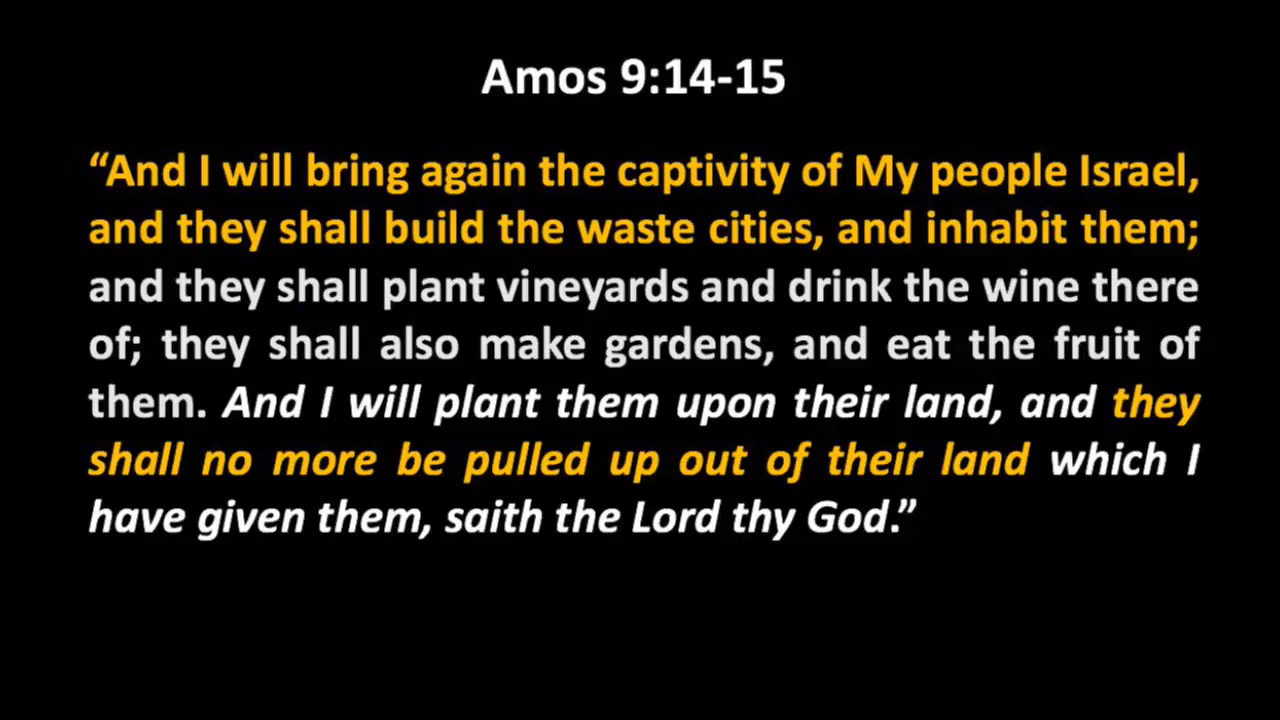 Amos 9:14-15
“And I will bring again the captivity of My people Israel,
and they shall build the waste cities, and inhabit them;
and they shall plant vineyards and drink the wine there
of; they shall also make gardens, and eat the fruit of
them. And I will plant them upon their land, and they
shall no more be pulled up out of their land which I
have given them, saith the Lord thy God.”